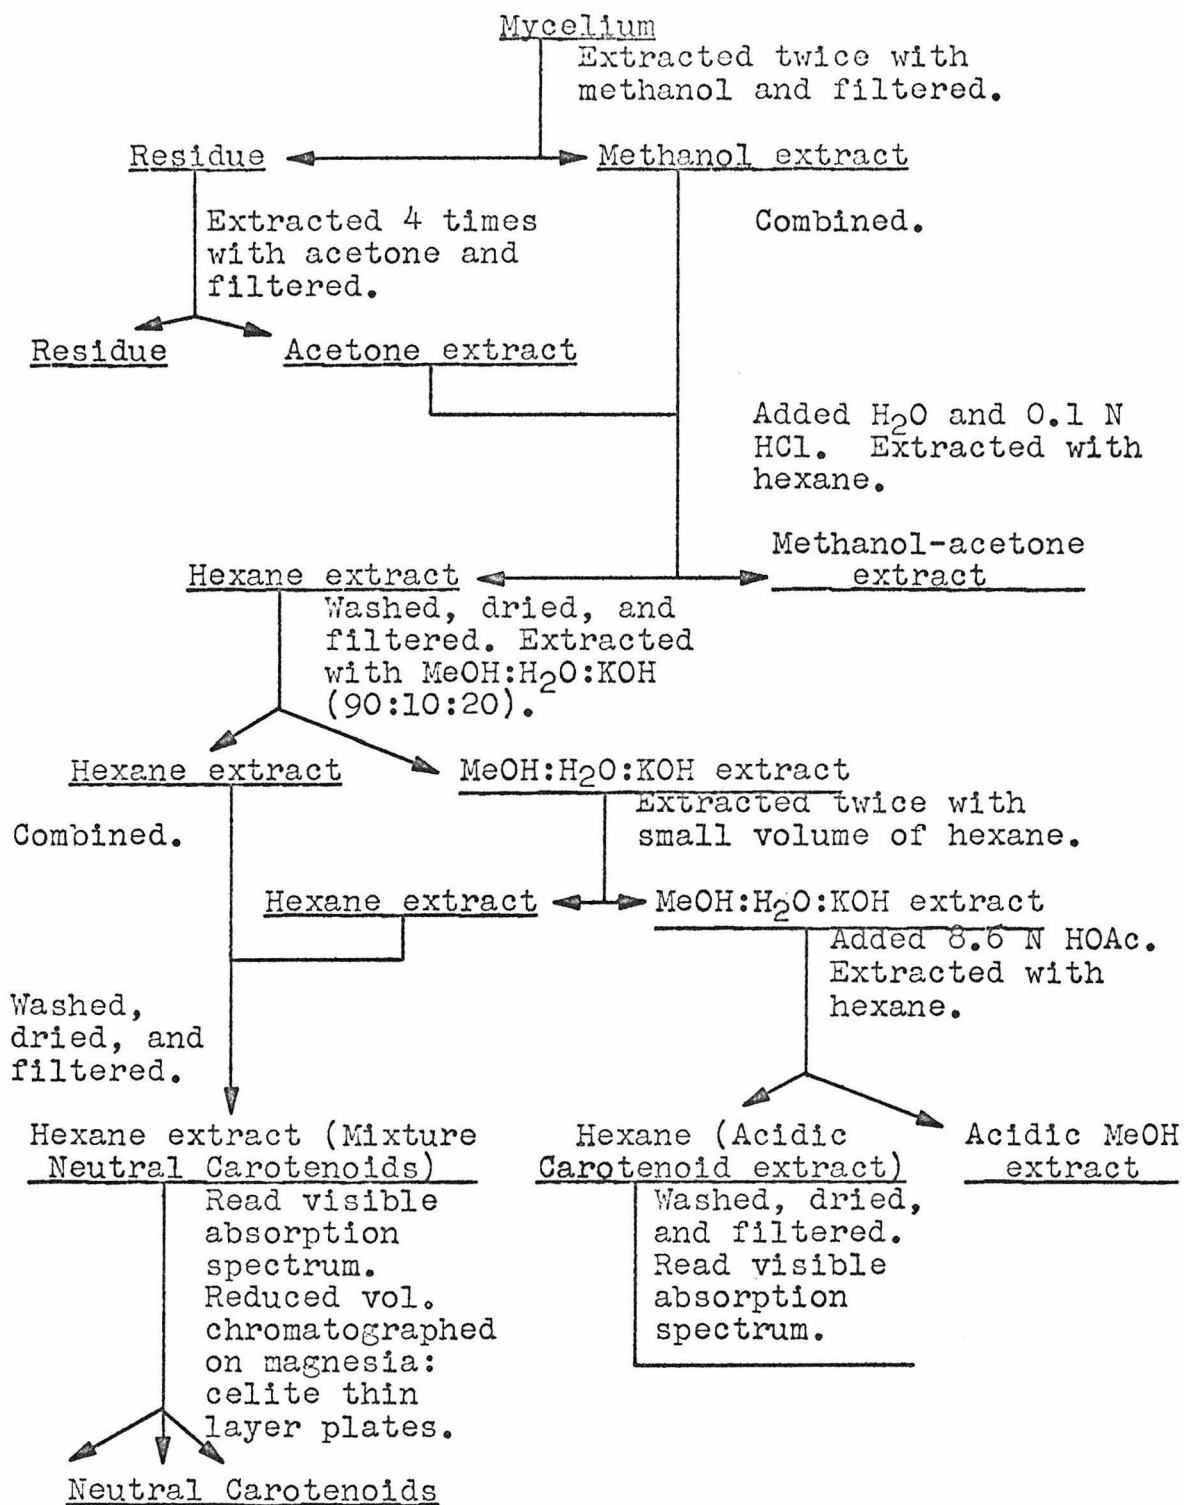 Mycelium
Extracted twice with
methanol and filtered.
Residue
Methanol extract
Extracted 4 times
with acetone and
filtered.
Combined.
Residue
Acetone extract
Added H₂O and 0.1 N
HCl. Extracted with
hexane.
Methanol-acetone
extract
Hexane extract
Washed, dried, and
filtered. Extracted
with MeOH:H₂O:KOH
(90:10:20).
Hexane extract
MeOH:H₂O:KOH extract
Extracted twice with
small volume of hexane.
Combined.
Hexane extract
MeOH:H₂O:KOH extract
Added 8.6 N HOAc.
Extracted with
hexane.
Washed,
dried, and
filtered.
Hexane extract (Mixture
Neutral Carotenoids)
Hexane (Acidic
Carotenoid extract)
Acidic MeOH
extract
Read visible
absorption
spectrum.
Reduced vol.
chromatographed
on magnesia:
celite thin
layer plates.
Washed, dried,
and filtered.
Read visible
absorption
spectrum.
Neutral Carotenoids